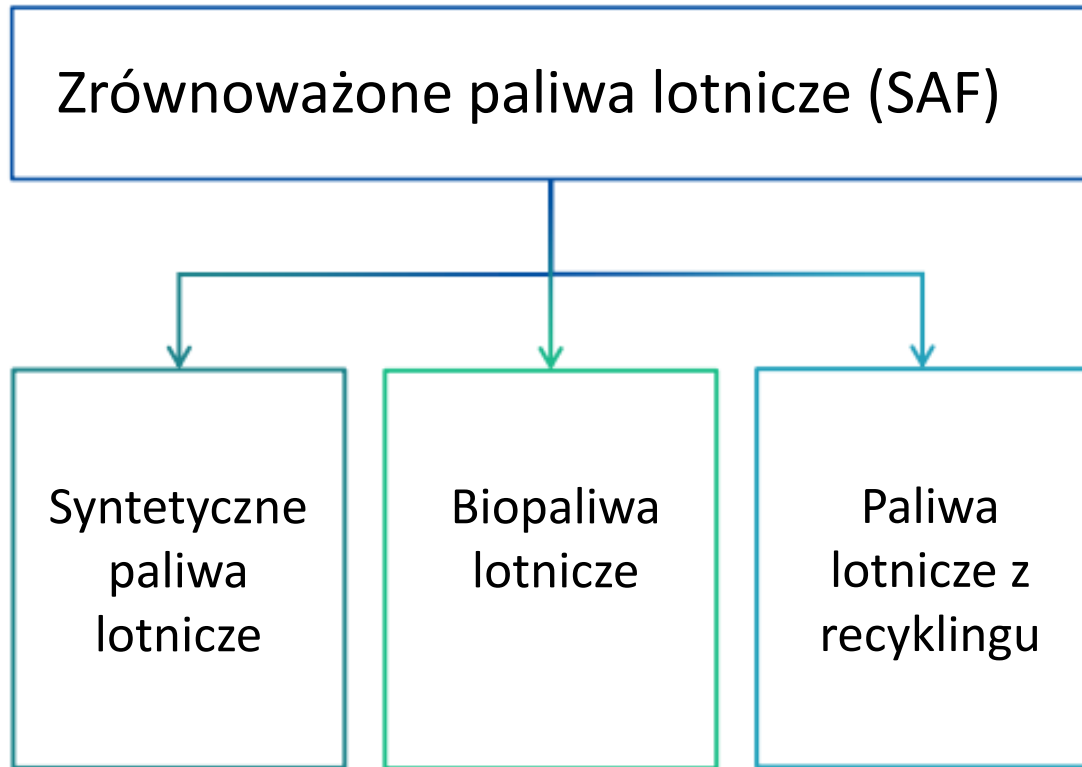 Zrównoważone paliwa lotnicze (SAF)
Syntetyczne
paliwa
lotnicze
Biopaliwa
lotnicze
Paliwa
lotnicze z
recyklingu